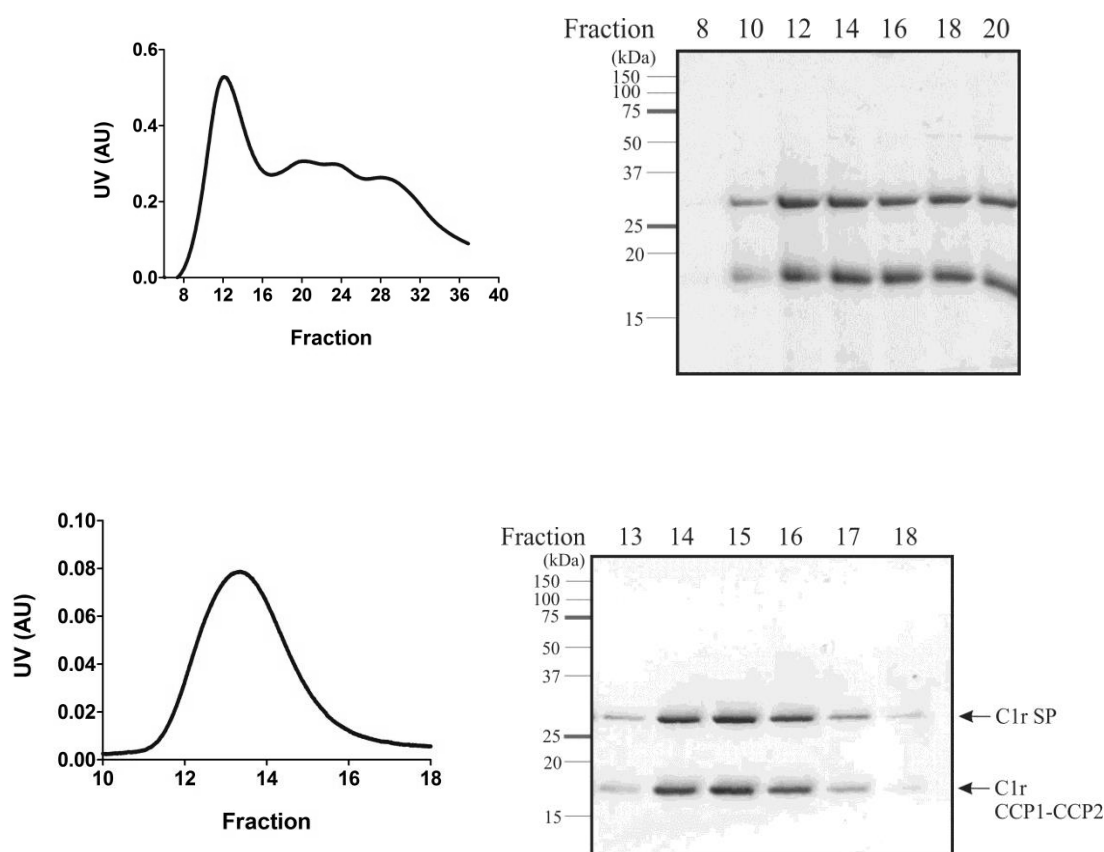 0.6
0.4
0.2
0.0
UV (AU)
8 12 16 20 24 28 32 36 40
Fraction
Fraction 8 10 12 14 16 18 20
(kDa)
150
100
75
50
37
25
20
15
0.10
0.08
0.06
0.04
0.02
0.00
UV (AU)
10 12 14 16 18
Fraction
Fraction 13 14 15 16 17 18
(kDa)
150
100
75
50
37
25
20
15
C1r SP
C1r
CCP1-CCP2